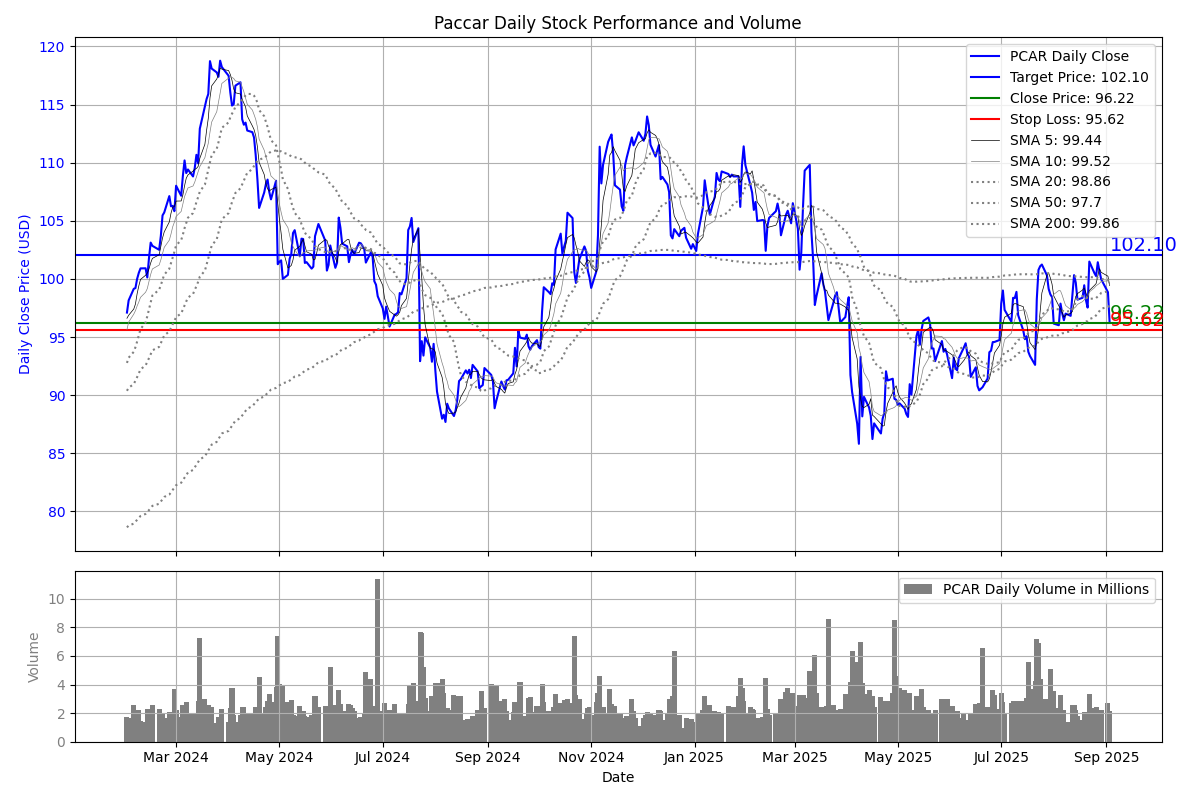 Paccar Daily Stock Performance and Volume
Daily Close Price (USD)
120
115
110
105
100
95
90
85
80
PCAR Daily Close
Target Price: 102.10
Close Price: 96.22
Stop Loss: 95.62
SMA 5: 99.44
SMA 10: 99.52
SMA 20: 98.86
SMA 50: 97.7
SMA 200: 99.86
102.10
96.22
95.62
Volume
10
8
6
4
2
0
PCAR Daily Volume in Millions
Mar 2024
May 2024
Jul 2024
Sep 2024
Nov 2024
Jan 2025
Mar 2025
May 2025
Jul 2025
Sep 2025
Date